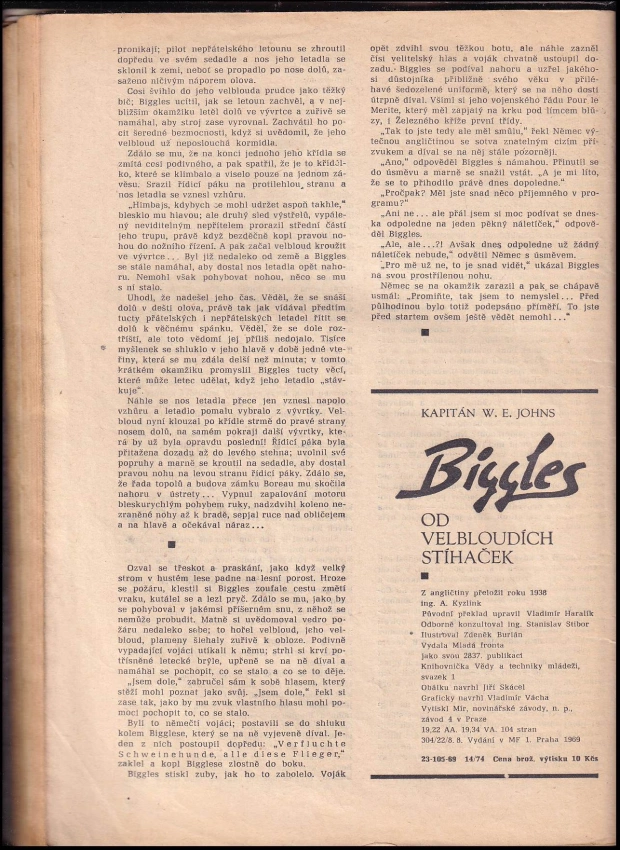 pronikají; pilot nepřátelského letounu se zhroutil
dopředu ve svém sedadle a nos jeho letadla se
sklonil k zemi, neboť se propadlo po nose dolů, za-
saženo ničivým náporem olova.
Cosi švihlo do jeho velblouda prudce jako těžký
bič; Biggles ucítil, jak se letoun zachvěl, a v nej-
bližším okamžiku letěl dolů ve vývrtce a zuřivě se
namáhal, aby stroj zase vyrovnal. Zachvátil ho po-
cit šeredné bezmocnosti, když si uvědomil, že jeho
velbloud už neposlouchá kormidla.
Zdálo se mu, že na konci jednoho jeho křídla se
zmítá cosi podivného, a pak spatřil, že je to křidél-
ko, které se klimbalo a viselo pouze na jednom zá-
věsu. Srazil řídicí páku na protilehlou stranu a
nos letadla se vznesl vzhůru.
„Himbajs, kdybych se mohl udržet aspoň takhle,“
blesklo mu hlavou; ale druhý sled výstřelů, vypále-
ný neviditelným nepřítelem prorazil střední částí
jeho trupu, právě když bezděčně kopl pravou no-
hou do nožního řízení. A pak začal velbloud kroužit
ve vývrtce... Byl již nedaleko od země a Biggles
se stále namáhal, aby dostal nos letadla opět naho-
ru. Nemohl však pohybovat nohou, něco se mu
s ní stalo.
Uhodl, že nadešel jeho čas. Věděl, že se snáší
dolů v dešti olova, právě tak jak vídával předtím
tucty přátelských i nepřátelských letadel řítit se
dolů k věčnému spánku. Věděl, že se dole roz-
tříští, ale toto vědomí jej příliš nedojalo. Tisíce
myšlenek se shluklo v jeho hlavě v době jedné vte-
řiny, která se mu zdála delší než minuta; v tomto
krátkém okamžiku promyslil Biggles tucty věcí,
které může letec udělat, když jeho letadlo „stáv-
kuje“.
Náhle se nos letadla přece jen vznesl napolo
vzhůru a letadlo pomalu vybralo z vývrtky. Vel-
bloud nyní klouzal po křídle strmě do pravé strany
nosem dolů, na samém pokraji další vývrtky, kte-
rá by už byla opravdu poslední! Řídicí páka byla
přitažena dozadu až do levého stehna; uvolnil své
popruhy a marně se kroutil na sedadle, aby dostal
pravou nohu na levou stranu řídicí páky. Zdálo se,
že řada topolů a budova zámku Boreau mu skočila
nahoru v ústrety... Vypnul zapalování motoru
bleskurychlým pohybem ruky, nadzdvihl koleno ne-
zraněné nohy až k bradě, sepjal ruce nad obličejem
a na hlavě a očekával náraz...
Ozval se třeskot a praskání, jako když velký
strom v hustém lese padne na lesní porost. Hroze
se požáru, klestil si Biggles zoufale cestu změtí
vraku, kutálel se a lezl pryč. Zdálo se mu, jako by
se pohyboval v jakémsi příšerném snu, z něhož se
nemůže probudit. Matně si uvědomoval vedro po-
žáru nedaleko sebe; to hořel velbloud, jeho vel-
bloud, plameny šlehaly zuřivě k obloze. Podivně
vypadající vojáci utíkali k němu; strhl si krví po-
třísněné letecké brýle, upřeně se na ně díval a
namáhal se pochopit, co se stalo a co se to děje.
„Jsem dole,“ zabručel sám k sobě hlasem, který
stěží mohl poznat jako svůj. „Jsem dole,“ řekl si
zase tak, jako by mu zvuk vlastního hlasu mohl po-
moci pochopit to, co se stalo.
Byli to němečtí vojáci; postavili se do shluku
kolem Bigglese, který se na ně vyjeveně díval. Je-
den z nich postoupil dopředu: „Verfluchte
Schweinehunde, alle diese Flieger,“
zaklel a kopl Bigglese zlostně do boku.
Biggles stiskl zuby, jak ho to zabolelo. Voják
opět zdvihl svou těžkou botu, ale náhle zazněl
čísi velitelský hlas a voják chvatně ustoupil do-
zadu. Biggles se podíval nahoru a uzřel jakého-
si důstojníka přibližně svého věku v přilé-
havé šedozelené uniformě, který se na něho dosti
útrpně díval. Všiml si jeho vojenského řádu Pour le
Merite, který měl zapjatý na krku pod límcem blů-
zy, i Železného kříže první třídy.
„Tak to jste tedy ale měl smůlu,“ řekl Němec vý-
tečnou angličtinou se sotva znatelným cizím pří-
zvukem a díval se na něj stále pozorněji.
„Ano,“ odpověděl Biggles s námahou. Přinutil se
do úsměvu a marně se snažil vstát. „A je mi líto,
že se to přihodilo právě dnes dopoledne.“
„Pročpak? Měl jste snad něco příjemného v pro-
gramu?“
„Ani ne... ale přál jsem si moc podívat se dnes-
ka odpoledne na jeden pěkný náletíček,“ odpově-
děl Biggles.
„Ale, ale...?! Avšak dnes odpoledne už žádný
náletíček nebude,“ odvětil Němec s úsměvem.
„Pro mě už ne, to je snad vidět,“ ukázal Biggles
na svou prostřílenou nohu.
Němec se na okamžik zarazil a pak se chápavě
usmál: „Promiňte, tak jsem to nemyslel... Před
půlhodinou bylo totiž podepsáno příměří. To jste
před startem ovšem ještě vědět nemohl...“
KAPITÁN W. E. JOHNS
Biggles
OD
VELBLOUDÍCH
STÍHAČEK
Z angličtiny přeložil roku 1938
ing. A. Kyzlink
Původní překlad upravil Vladimír Haralík
Odborně konzultoval ing. Stanislav Stibor
Ilustroval Zdeněk Burian
Vydala Mladá fronta
jako svou 2837. publikaci
Knihovnička Vědy a techniky mládeži,
svazek 1
Obálku navrhl Jiří Skácel
Grafický navrhl Vladimír Vácha
Vytiskl Mír, novinářské závody, n. p.,
závod 4 v Praze
19,22 AA. 19,34 VA. 104 stran
304/22/8.8. Vydání v MF 1. Praha 1969
23-105-69 14/74 Cena brož. výtisku 10 Kčs